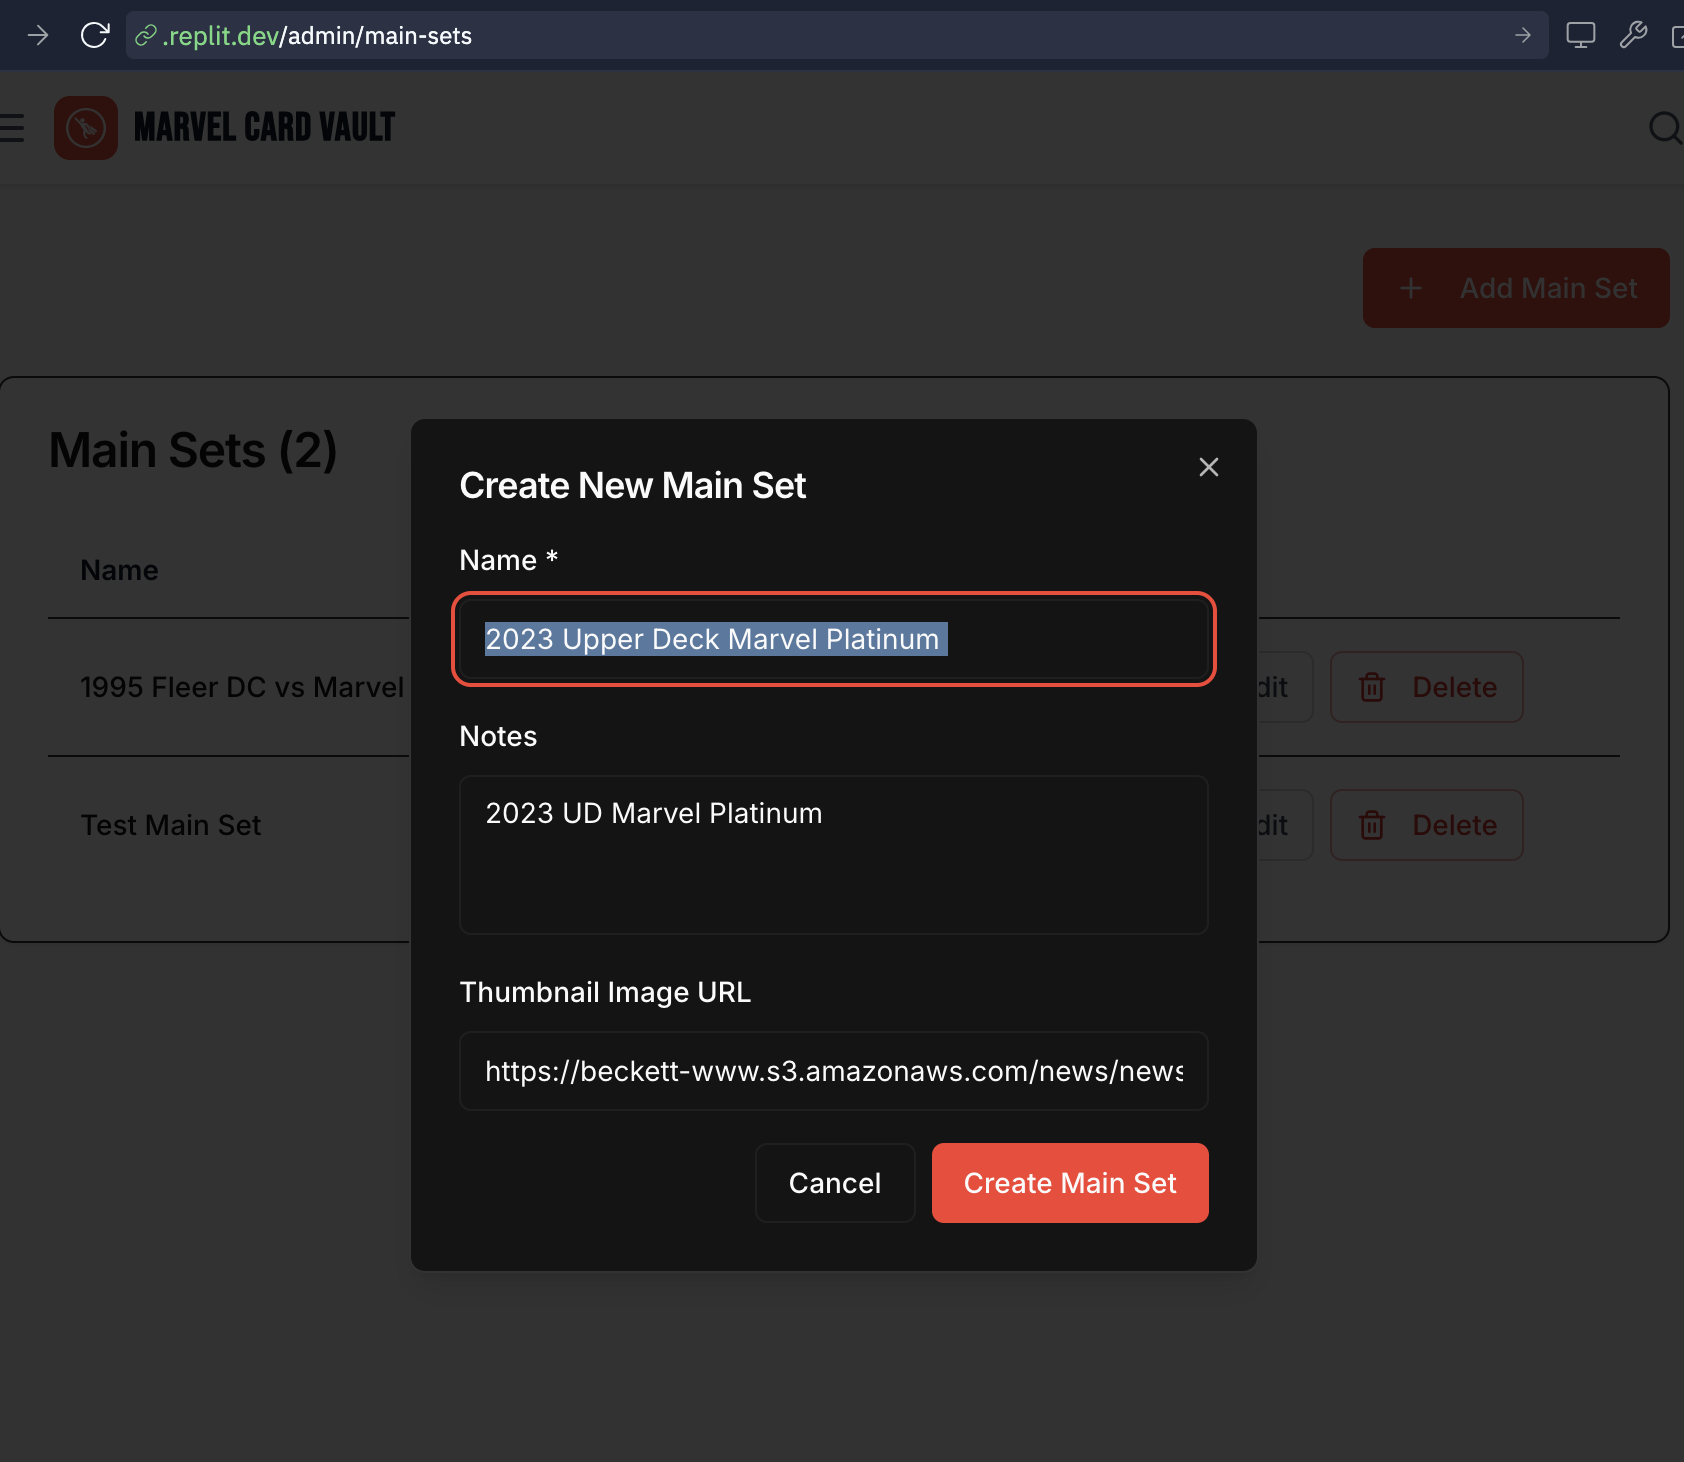 .replit.dev/admin/main-sets
MARVEL CARD VAULT
+ Add Main Set
Main Sets (2)
Create New Main Set
Name
Name *
2023 Upper Deck Marvel Platinum
1995 Fleer DC vs Marvel
dit
Delete
Notes
2023 UD Marvel Platinum
Test Main Set
dit
Delete
Thumbnail Image URL
https://beckett-www.s3.amazonaws.com/news/news
Cancel
Create Main Set